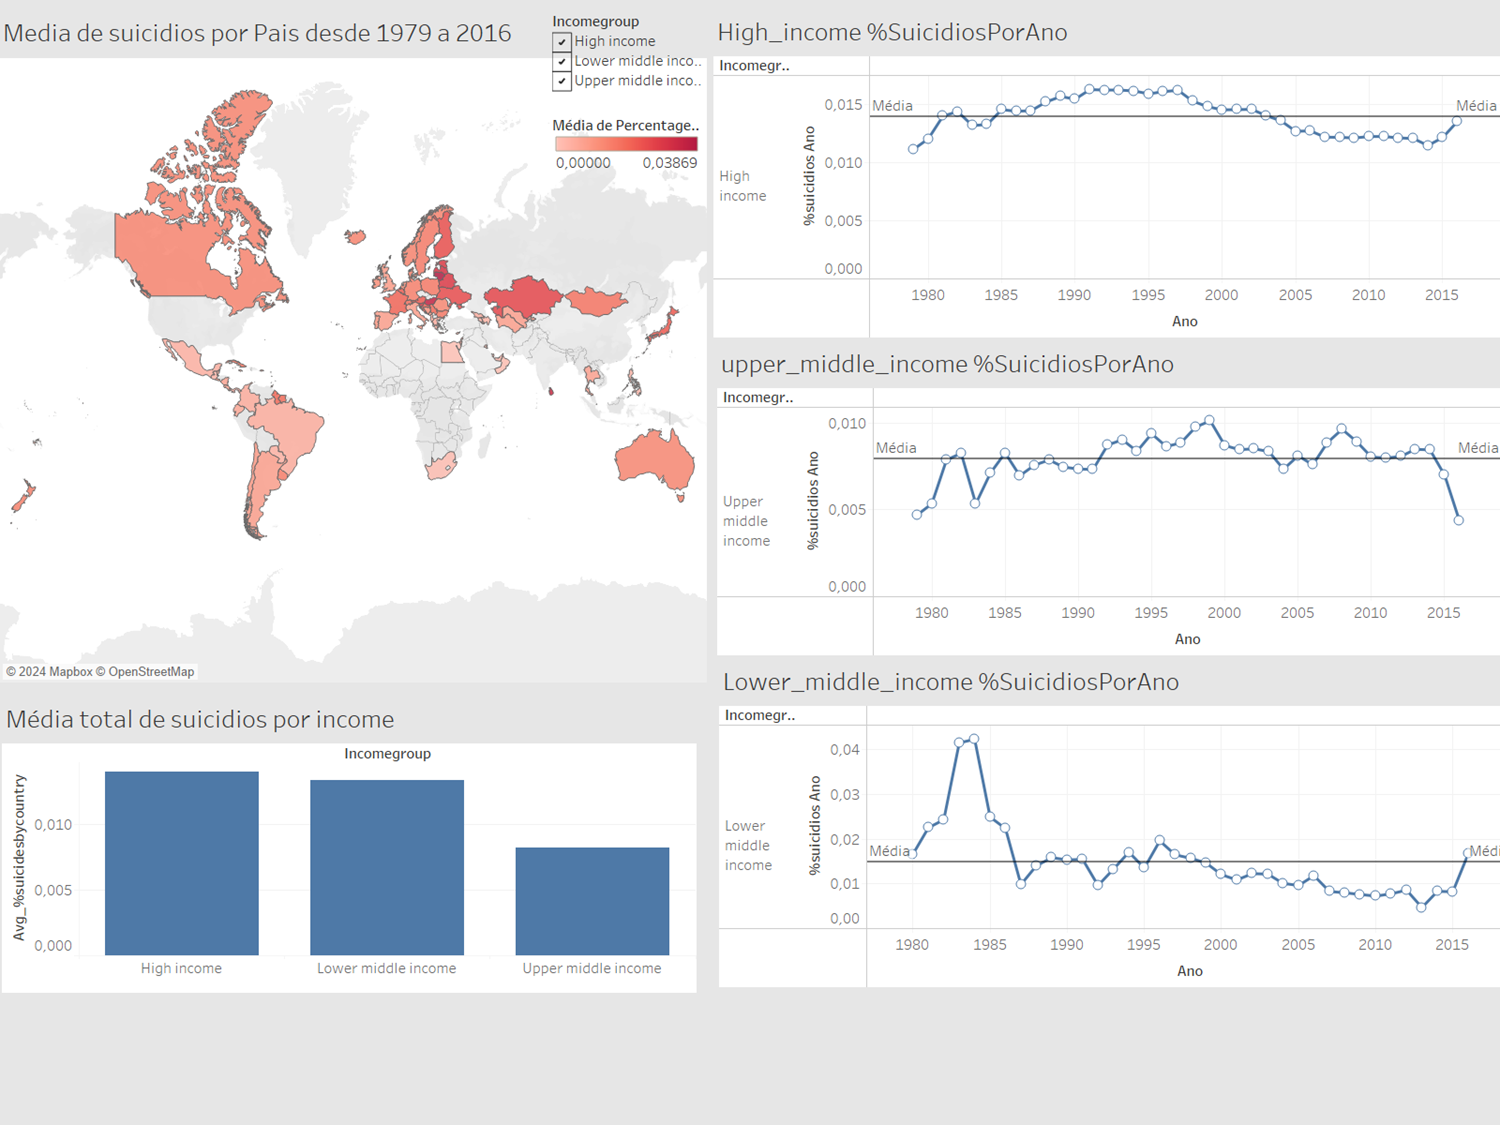 Media de suicidios por Pais desde 1979 a 2016
Incomegroup
High income
Lower middle inco..
Upper middle inco..
Média de Percentage..
0,00000 0,03869
© 2024 Mapbox © OpenStreetMap
Média total de suicidios por income
Incomegroup
Avg_%suicidesbycountry
0,010
0,005
0,000
High income Lower middle income Upper middle income
High_income %SuicidiosPorAno
Incomegr..
High
income
%suicidios Ano
0,015
0,010
0,005
0,000
Média Média
1980 1985 1990 1995 2000 2005 2010 2015
Ano
upper_middle_income %SuicidiosPorAno
Incomegr..
Upper
middle
income
%suicidios Ano
0,010
0,005
0,000
Média Média
1980 1985 1990 1995 2000 2005 2010 2015
Ano
Lower_middle_income %SuicidiosPorAno
Incomegr..
Lower
middle
income
%suicidios Ano
0,04
0,03
0,02
0,01
0,00
Média Médi
1980 1985 1990 1995 2000 2005 2010 2015
Ano